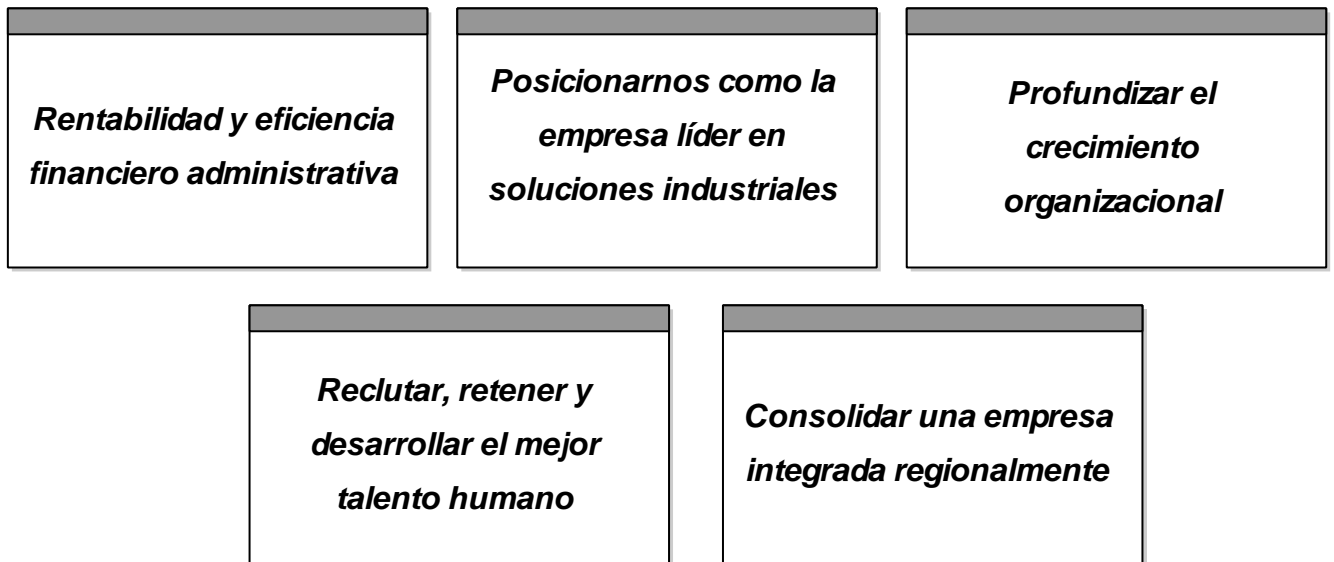 Rentabilidad y eficiencia
financiero administrativa
Posicionarnos como la
empresa líder en
soluciones industriales
Profundizar el
crecimiento
organizacional
Reclutar, retener y
desarrollar el mejor
talento humano
Consolidar una empresa
integrada regionalmente